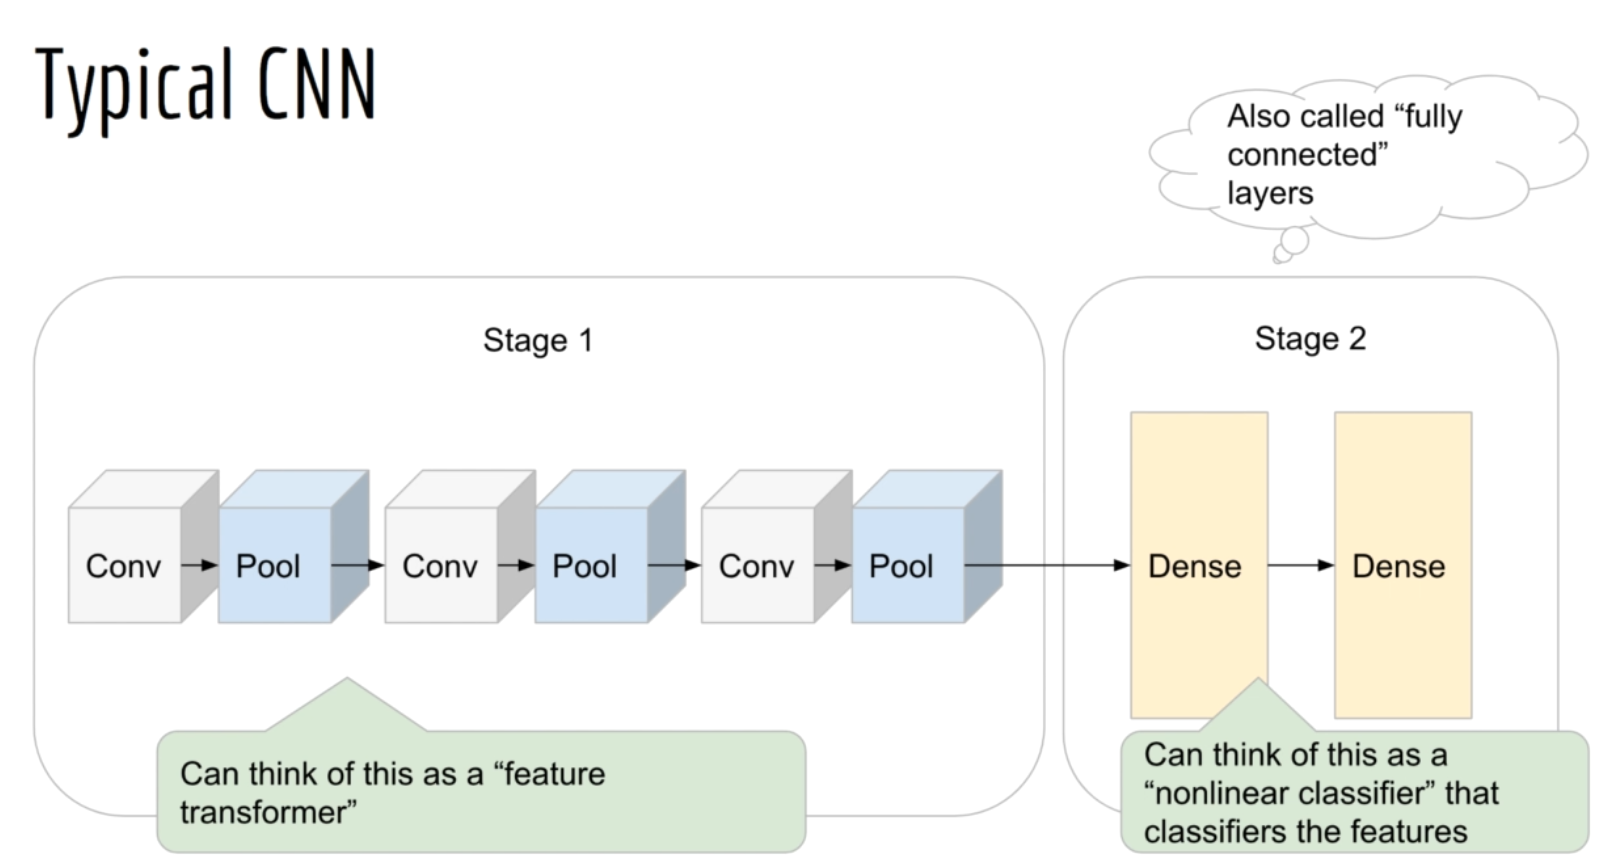 Typical CNN
Also called “fully
connected”
layers
Stage 1
Stage 2
Conv
Pool
Conv
Pool
Conv
Pool
Dense
Dense
Can think of this as a “feature
transformer”
Can think of this as a
“nonlinear classifier” that
classifiers the features